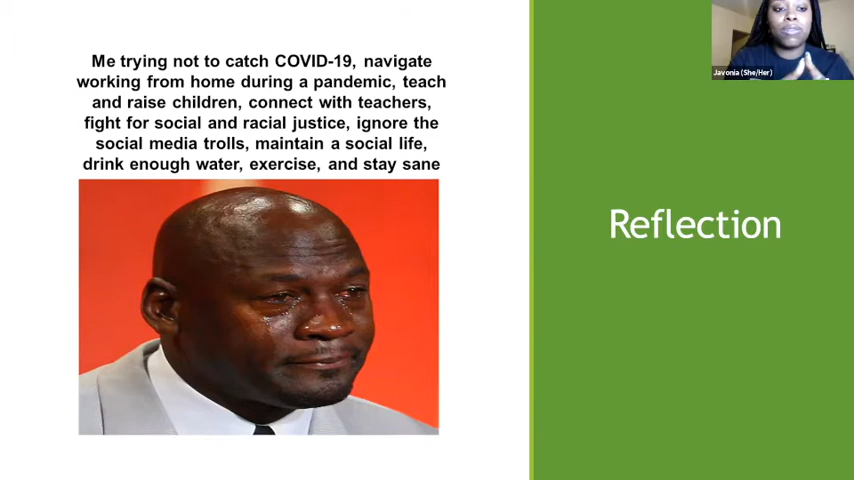 Me trying not to catch COVID-19, navigate
working from home during a pandemic, teach
and raise children, connect with teachers,
fight for social and racial justice, ignore the
social media trolls, maintain a social life,
drink enough water, exercise, and stay sane
Reflection
Javonia (She/Her)